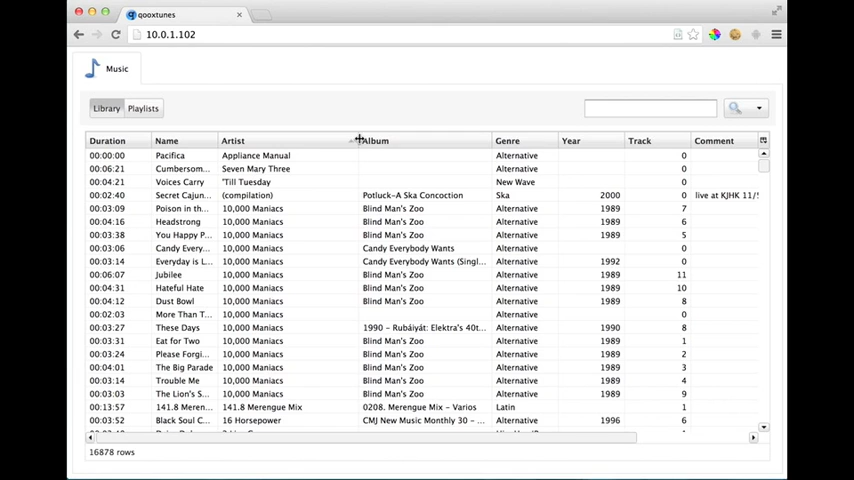 qooxtunes
10.0.1.102
Music
Library Playlists
Duration Name Artist Album Genre Year Track Comment
00:00:00 Pacifica Appliance Manual Alternative 0
00:06:21 Cumbersom... Seven Mary Three Alternative 0
00:04:21 Voices Carry 'Till Tuesday New Wave 0
00:02:40 Secret Cajun... (compilation) Potluck-A Ska Concoction Ska 2000 0 live at KJHK 11/
00:03:09 Poison in th... 10,000 Maniacs Blind Man's Zoo Alternative 1989 7
00:04:16 Headstrong 10,000 Maniacs Blind Man's Zoo Alternative 1989 6
00:03:38 You Happy P... 10,000 Maniacs Blind Man's Zoo Alternative 1989 5
00:03:06 Candy Every... 10,000 Maniacs Candy Everybody Wants Alternative 0
00:03:14 Everyday is L... 10,000 Maniacs Candy Everybody Wants (Singl... Alternative 1992 0
00:06:07 Jubilee 10,000 Maniacs Blind Man's Zoo Alternative 1989 11
00:04:31 Hateful Hate 10,000 Maniacs Blind Man's Zoo Alternative 1989 10
00:04:12 Dust Bowl 10,000 Maniacs Blind Man's Zoo Alternative 1989 8
00:02:03 More Than T... 10,000 Maniacs Alternative 0
00:03:27 These Days 10,000 Maniacs 1990 - Rubáiyát: Elektra's 40t... Alternative 1990 8
00:03:31 Eat for Two 10,000 Maniacs Blind Man's Zoo Alternative 1989 1
00:03:24 Please Forgi... 10,000 Maniacs Blind Man's Zoo Alternative 1989 2
00:04:01 The Big Parade 10,000 Maniacs Blind Man's Zoo Alternative 1989 3
00:03:14 Trouble Me 10,000 Maniacs Blind Man's Zoo Alternative 1989 4
00:03:03 The Lion's S... 10,000 Maniacs Blind Man's Zoo Alternative 1989 9
00:13:57 141.8 Meren... 141.8 Merengue Mix 0208. Merengue Mix - Varios Latin 1
00:03:52 Black Soul C... 16 Horsepower CMJ New Music Monthly 30 - ... Alternative 1996 6
16878 rows